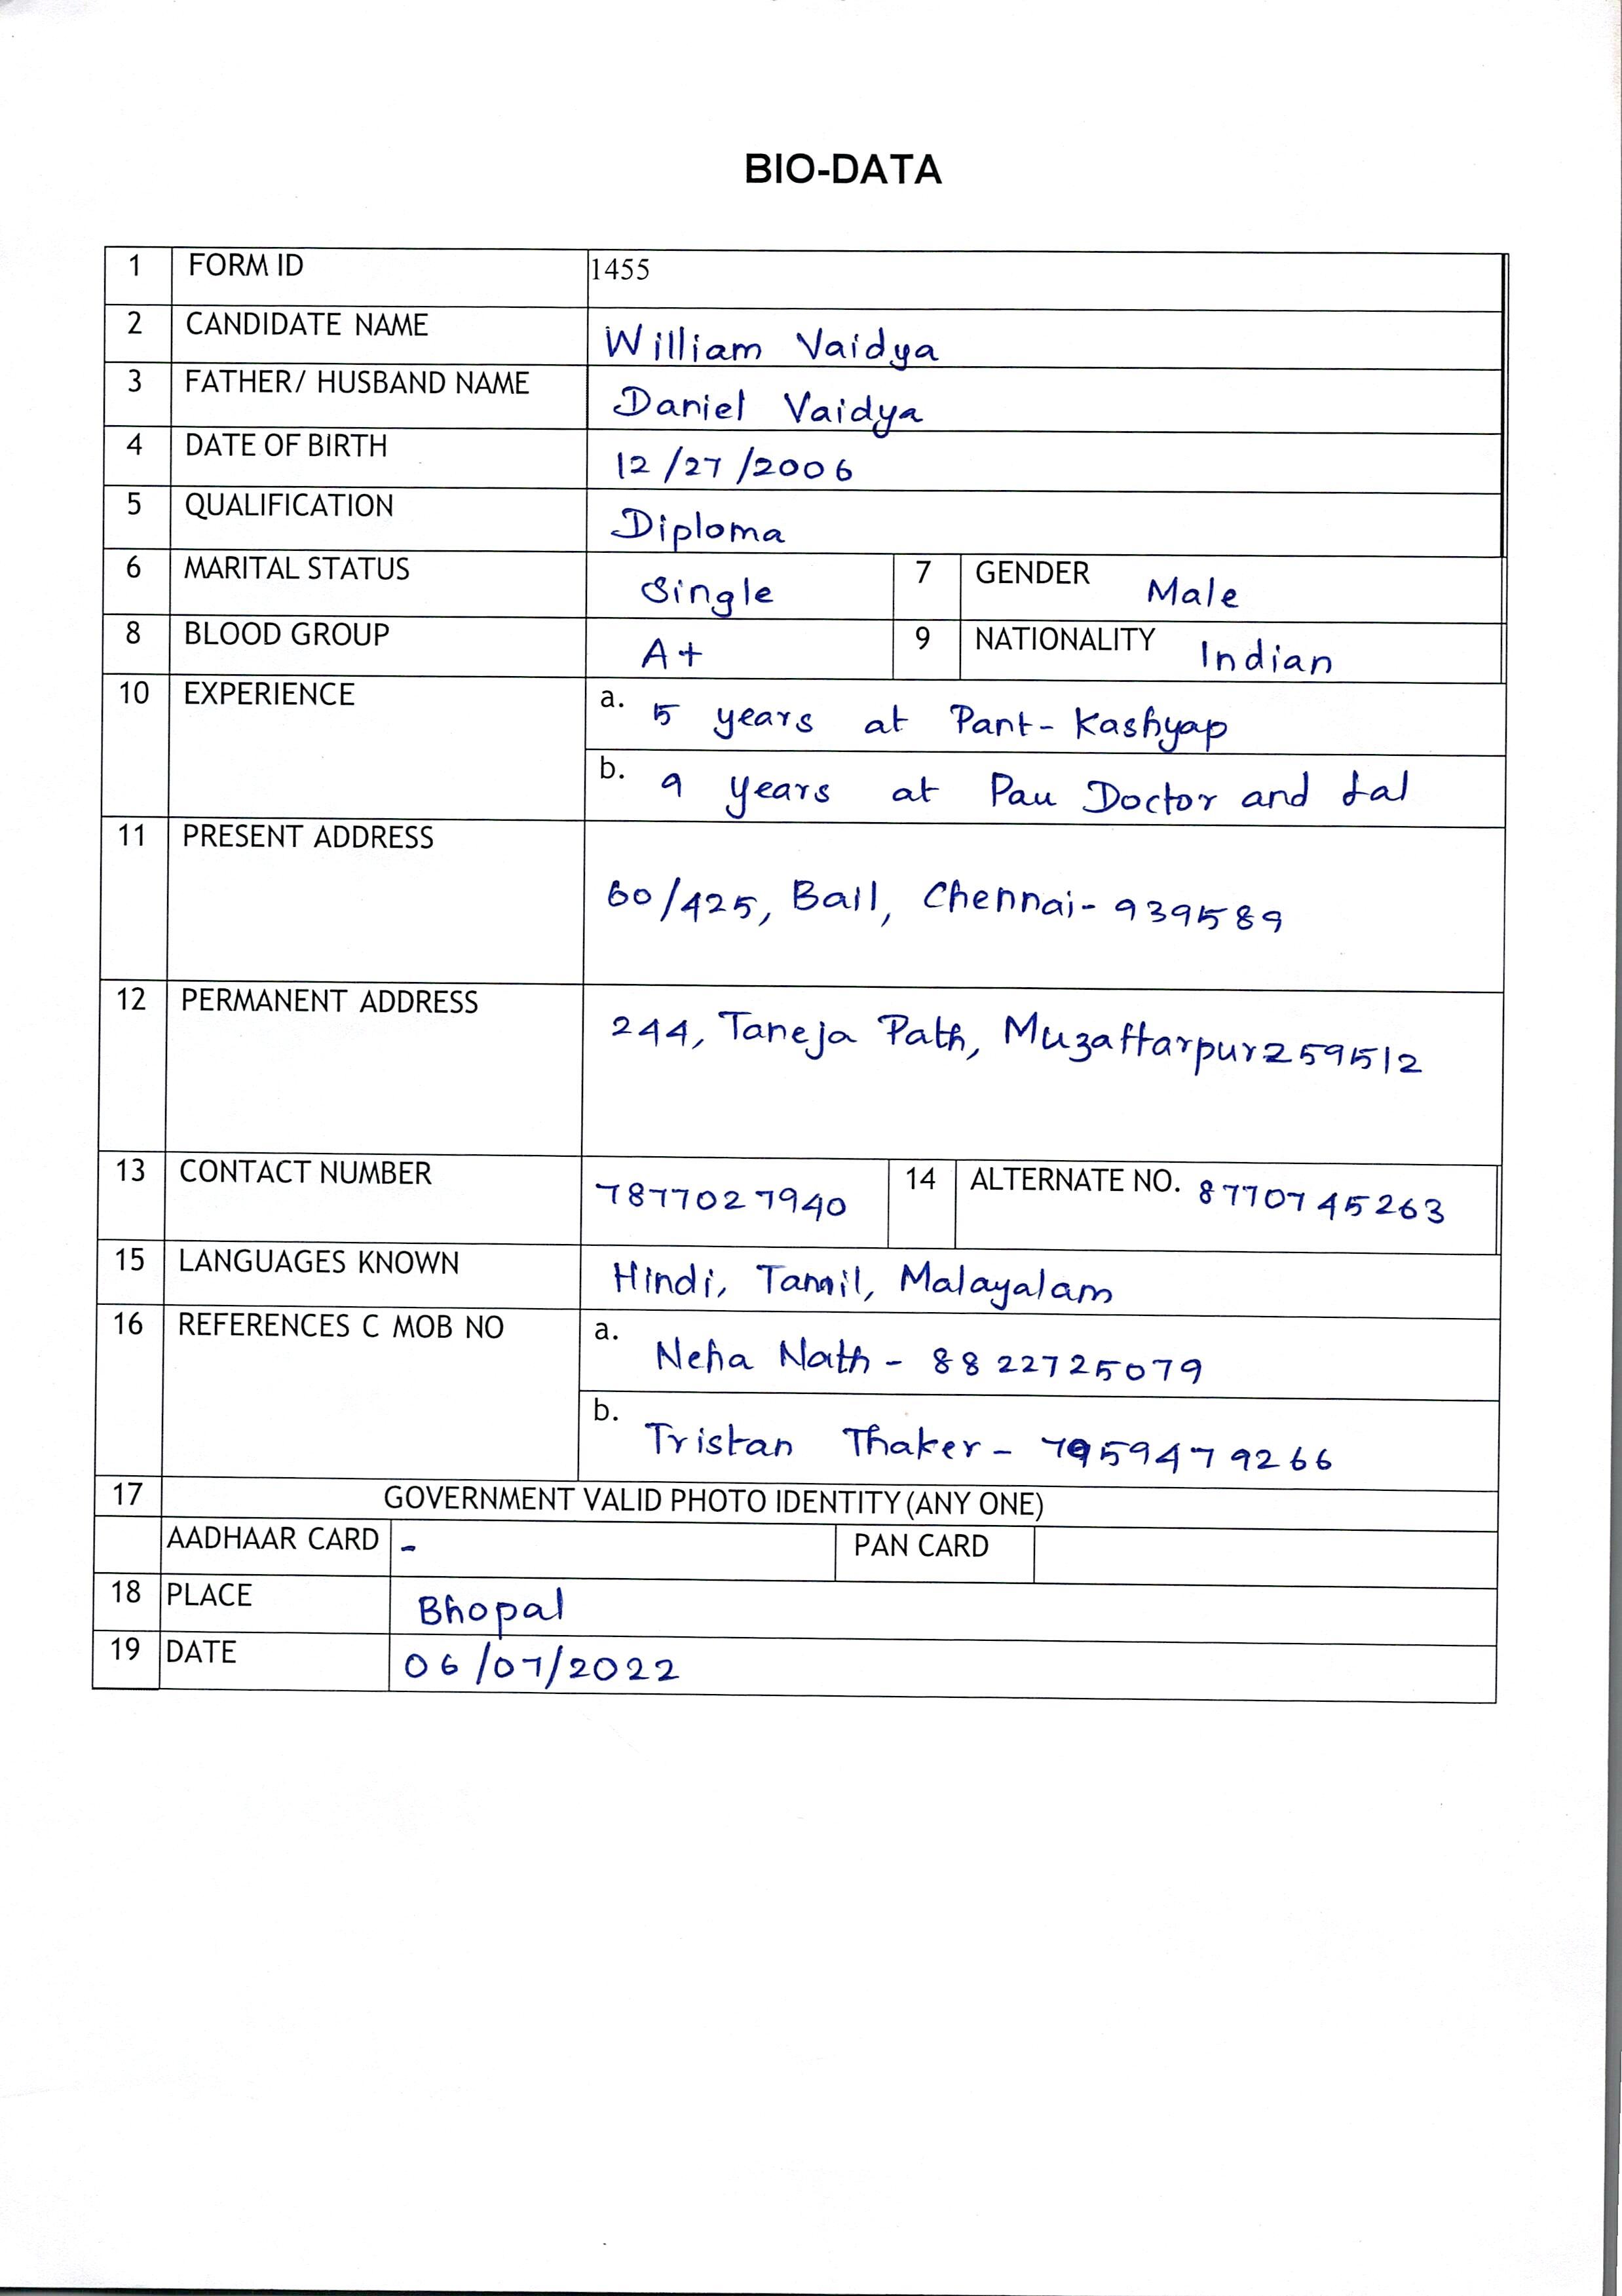 BIO-DATA
1 FORM ID 1455
2 CANDIDATE NAME William Vaidya
3 FATHER/ HUSBAND NAME Daniel Vaidya
4 DATE OF BIRTH 12/27/2006
5 QUALIFICATION Diploma
6 MARITAL STATUS Single 7 GENDER Male
8 BLOOD GROUP A+ 9 NATIONALITY Indian
10 EXPERIENCE a. 5 years at Pant-Kashyap
b. 9 years at Pau Doctor and Lal
11 PRESENT ADDRESS
60/425, Bail, Chennai-939589
12 PERMANENT ADDRESS
244, Taneja Path, Muzaffarpur259512
13 CONTACT NUMBER 7877027940 14 ALTERNATE NO. 8770745263
15 LANGUAGES KNOWN Hindi, Tamil, Malayalam
16 REFERENCES C MOB NO a. Neha Nath - 8822725079
b. Tristan Thaker - 7959479266
17 GOVERNMENT VALID PHOTO IDENTITY (ANY ONE)
AADHAAR CARD - PAN CARD
18 PLACE Bhopal
19 DATE 06/07/2022